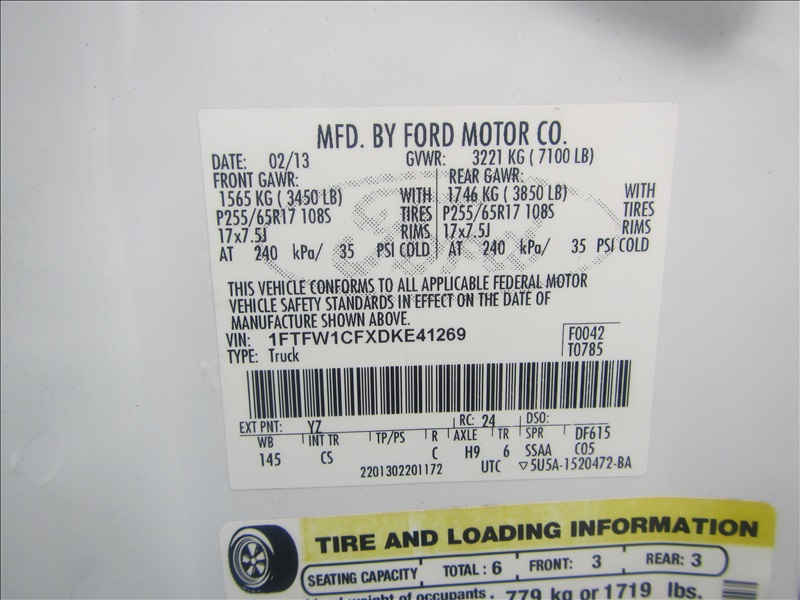 MFD. BY FORD MOTOR CO.
DATE: 02/13 GVWR: 3221 KG ( 7100 LB)
FRONT GAWR: REAR GAWR:
1565 KG ( 3450 LB) WITH 1746 KG ( 3850 LB) WITH
P255/65R17 108S TIRES P255/65R17 108S TIRES
17x7.5J RIMS 17x7.5J RIMS
AT 240 kPa/ 35 PSI COLD AT 240 kPa/ 35 PSI COLD
Ford
THIS VEHICLE CONFORMS TO ALL APPLICABLE FEDERAL MOTOR
VEHICLE SAFETY STANDARDS IN EFFECT ON THE DATE OF
MANUFACTURE SHOWN ABOVE.
VIN: 1FTFW1CFXDKE41269 F0042
TYPE: Truck T0785
EXT PNT: YZ RC: 24 DSO:
WB INT TR TP/PS R AXLE TR SPR DF615
145 CS C H9 6 SSAA C05
2201302201172 UTC ▽5U5A-1520472-BA
TIRE AND LOADING INFORMATION
SEATING CAPACITY TOTAL : 6 FRONT: 3 REAR: 3
weight of occupants 779 kg or 1719 lbs.